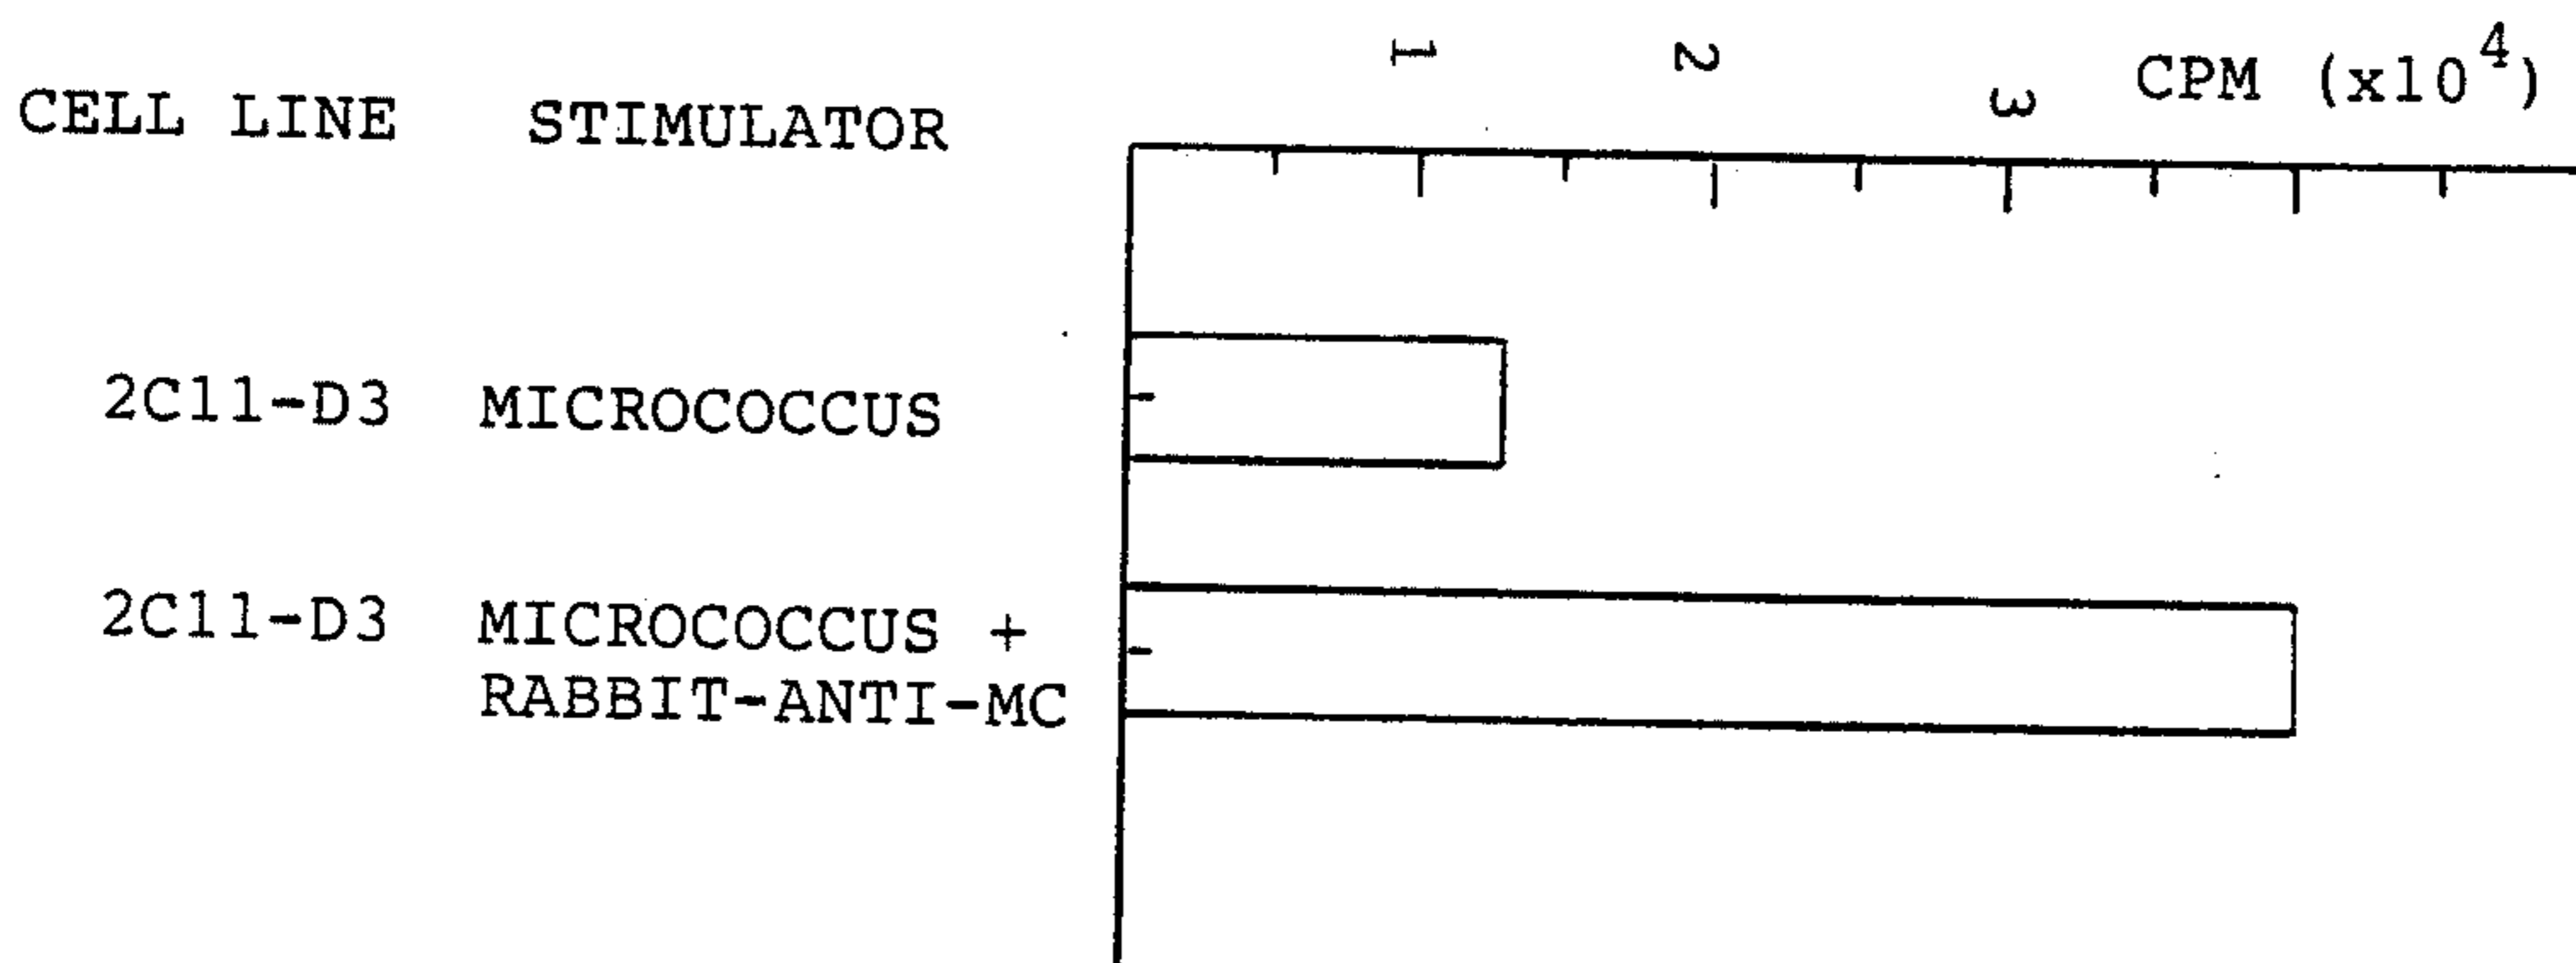 CELL LINE STIMULATOR 1 2 3 CPM (x10⁴)
2C11-D3 MICROCOCCUS
2C11-D3 MICROCOCCUS +
RABBIT-ANTI-MC